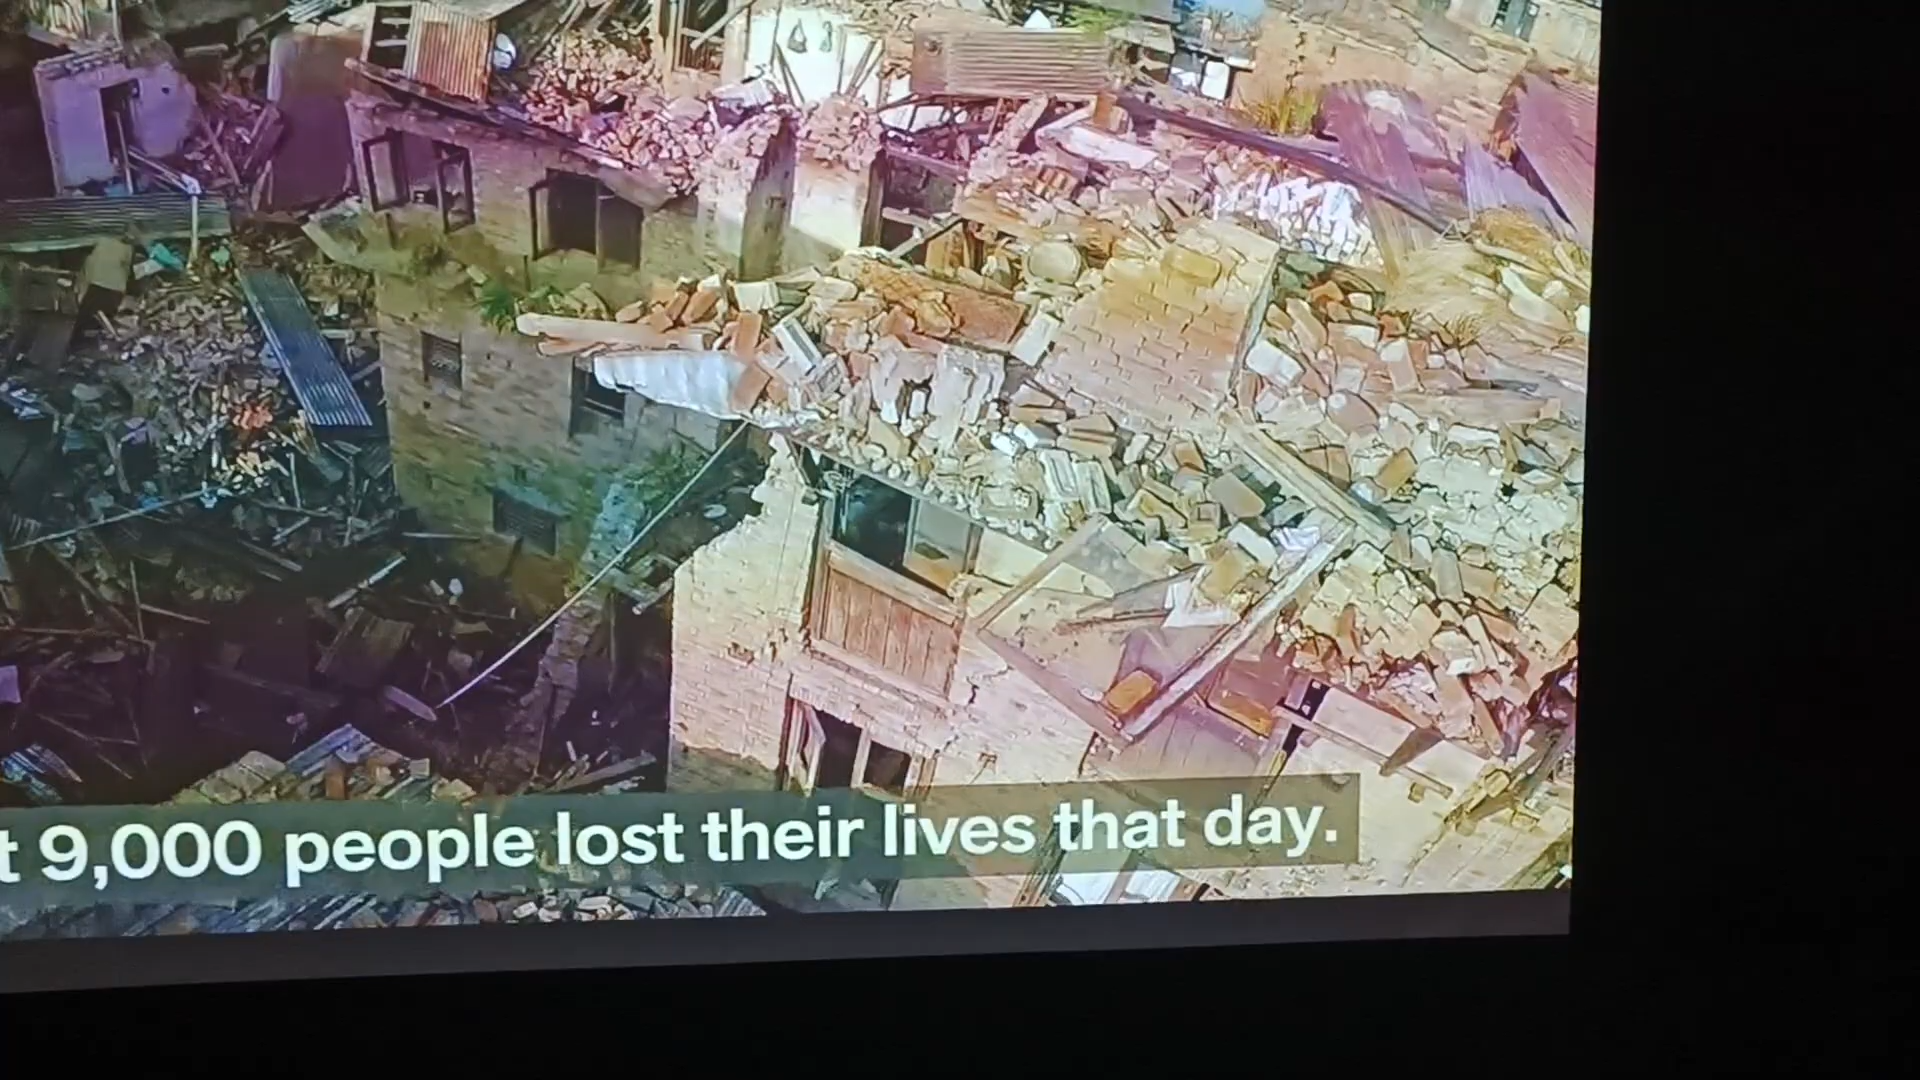 t 9,000 people lost their lives that day.